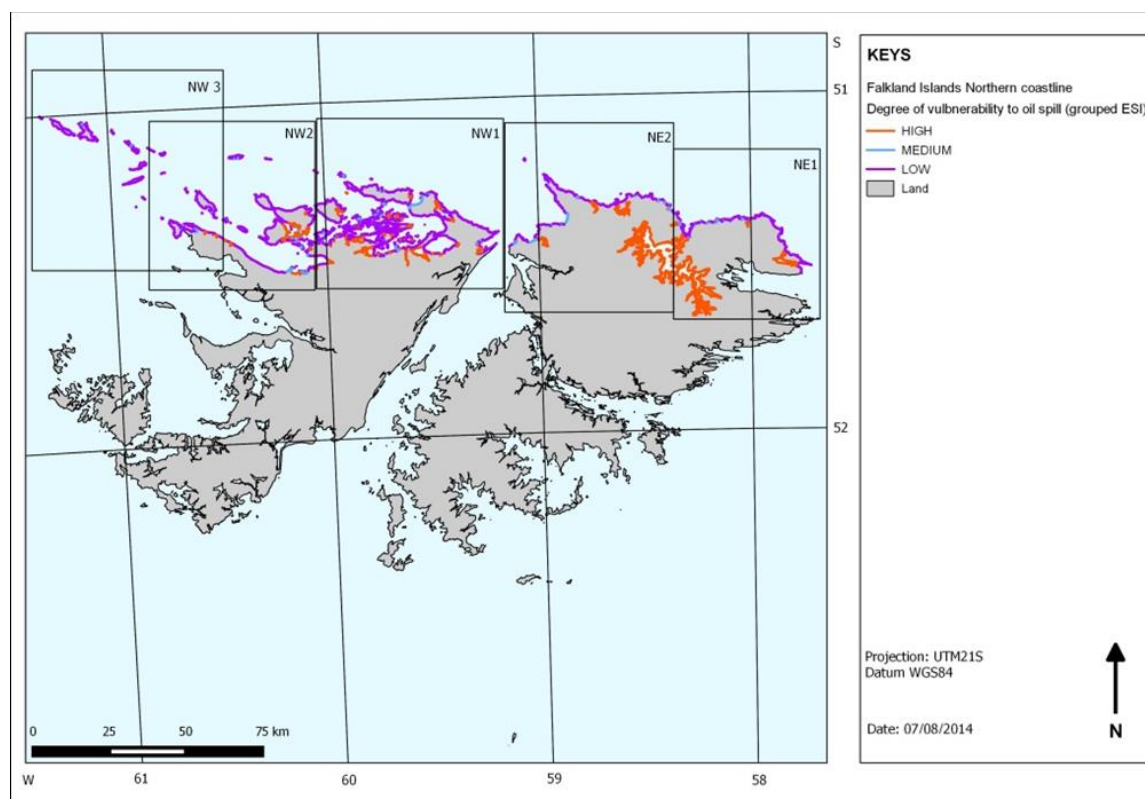 S
51
52
NW 3
NW2
NW1
NE2
NE1
0 25 50 75 km
W 61 60 59 58
KEYS
Falkland Islands Northern coastline
Degree of vulbnerability to oil spill (grouped ESI)
HIGH
MEDIUM
LOW
Land
Projection: UTM21S
Datum WGS84
Date: 07/08/2014
N